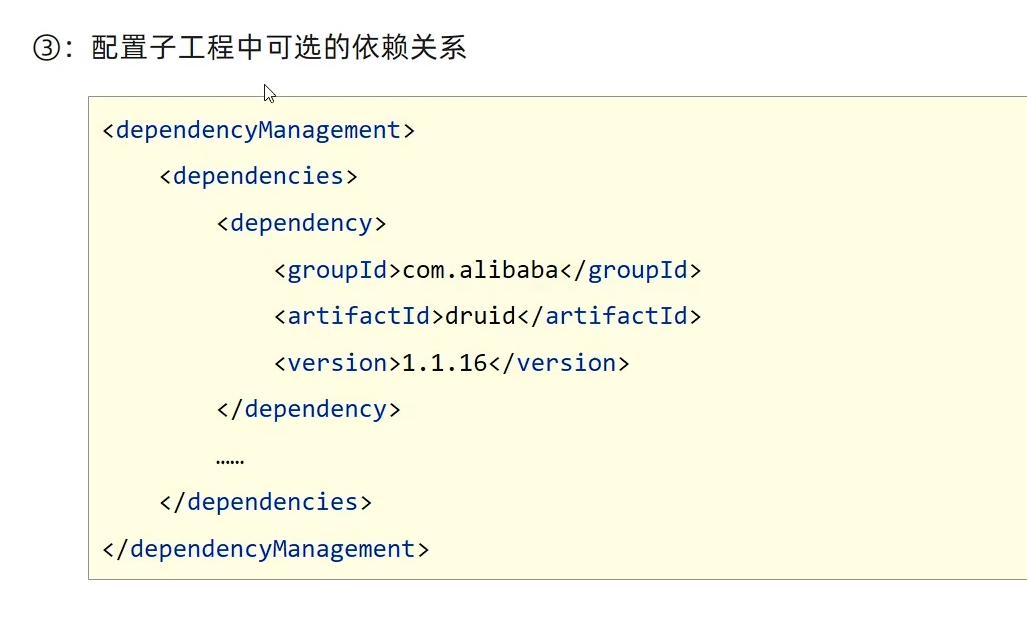 ③：配置子工程中可选的依赖关系
<dependencyManagement>
<dependencies>
<dependency>
<groupId>com.alibaba</groupId>
<artifactId>druid</artifactId>
<version>1.1.16</version>
</dependency>
……
</dependencies>
</dependencyManagement>